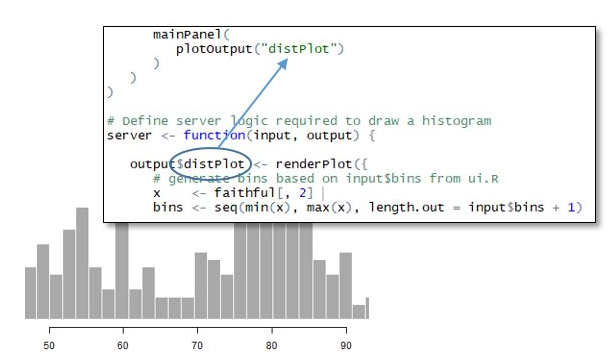 mainPanel(
plotOutput("distPlot")
)
)
)
# Define server logic required to draw a histogram
server <- function(input, output) {
output$distPlot <- renderPlot({
# generate bins based on input$bins from ui.R
x <- faithful[, 2]
bins <- seq(min(x), max(x), length.out = input$bins + 1)
50 60 70 80 90